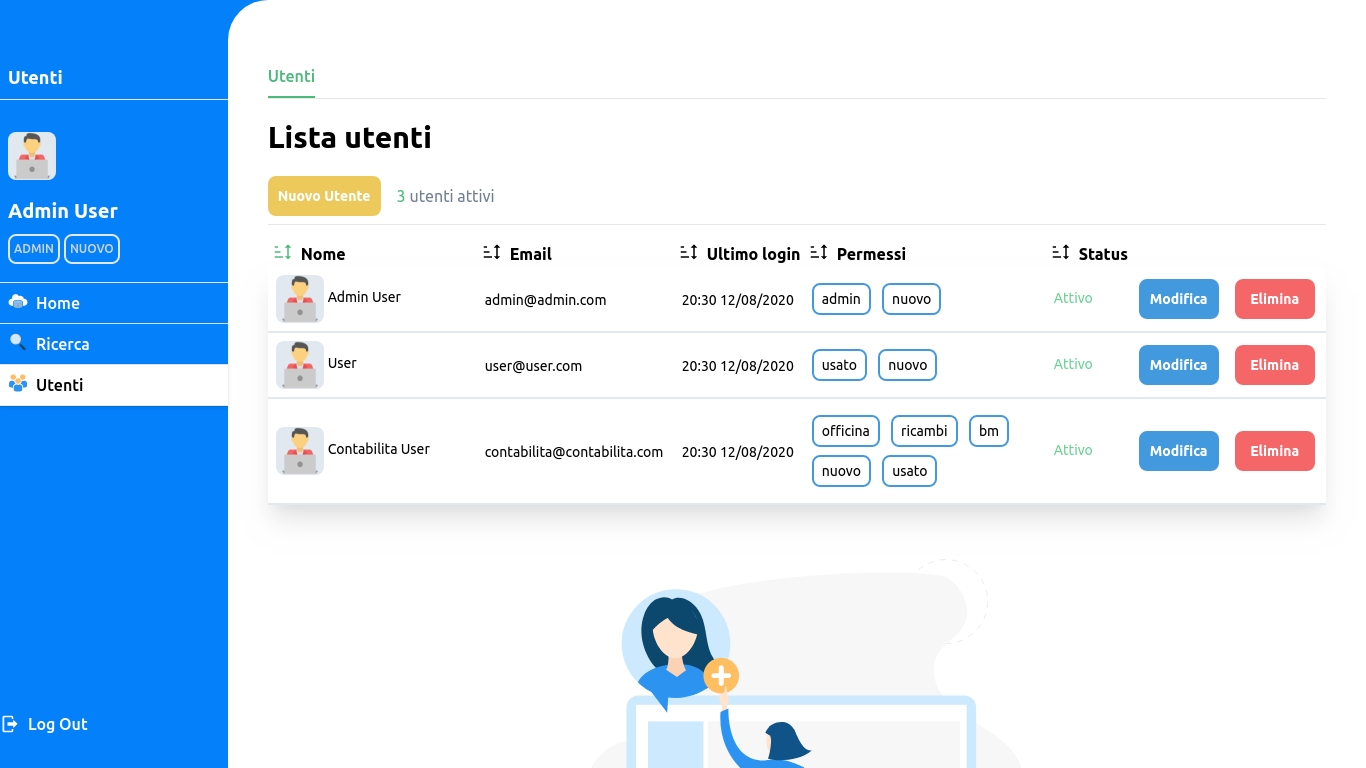 Utenti
Admin User
ADMIN NUOVO
Home
Ricerca
Utenti
Log Out
Utenti
Lista utenti
Nuovo Utente 3 utenti attivi
Nome Email Ultimo login Permessi Status
Admin User admin@admin.com 20:30 12/08/2020 admin nuovo Attivo Modifica Elimina
User user@user.com 20:30 12/08/2020 usato nuovo Attivo Modifica Elimina
Contabilita User contabilita@contabilita.com 20:30 12/08/2020 officina ricambi bm Attivo Modifica Elimina
nuovo usato